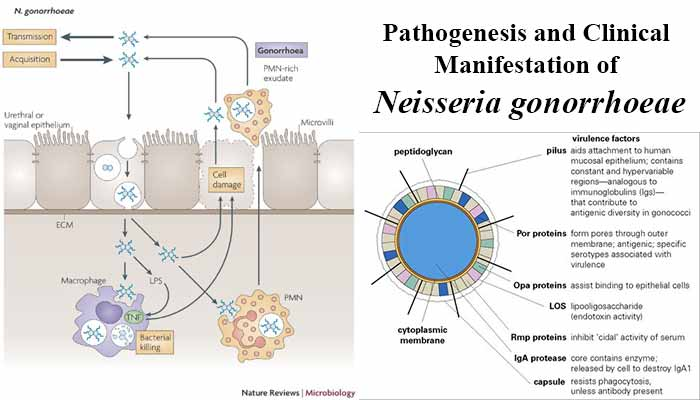 N. gonorrhoeae
Transmission
Acquisition
Gonorrhoea
PMN-rich
exudate
Urethral or
vaginal epithelium
Microvilli
Cell
damage
ECM
Macrophage
LPS
TNF
PMN
Bacterial
killing
Nature Reviews | Microbiology
Pathogenesis and Clinical
Manifestation of
Neisseria gonorrhoeae
peptidoglycan
cytoplasmic
membrane
virulence factors
pilus aids attachment to human
mucosal epithelium; contains
constant and hypervariable
regions—analogous to
immunoglobulins (Igs)—
that contribute to
antigenic diversity in gonococci
Por proteins form pores through outer
membrane; antigenic; specific
serotypes associated with
virulence
Opa proteins assist binding to epithelial cells
LOS lipooligosaccharide
(endotoxin activity)
Rmp proteins inhibit 'cidal' activity of serum
IgA protease core contains enzyme;
released by cell to destroy IgA1
capsule resists phagocytosis,
unless antibody present